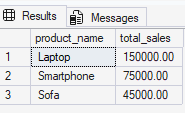 Results Messages
product_name total_sales
1 Laptop 150000.00
2 Smartphone 75000.00
3 Sofa 45000.00